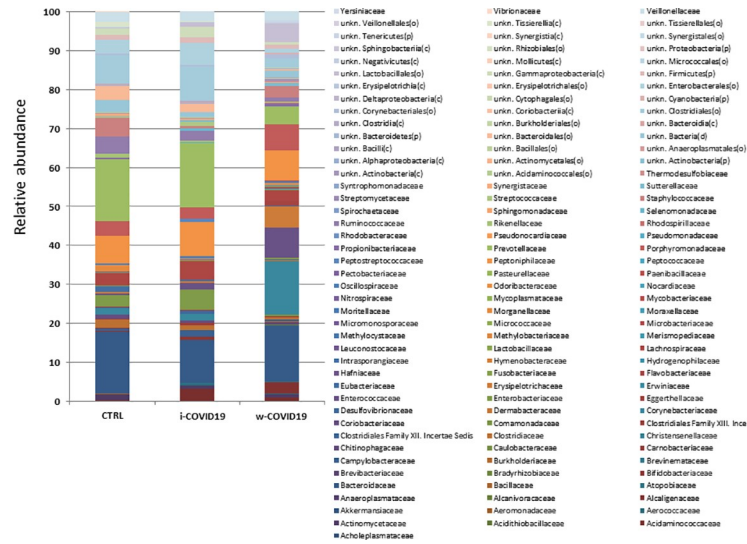 Relative abundance
100
90
80
70
60
50
40
30
20
10
0
CTRL i-COVID19 w-COVID19
Yersiniaceae Vibrionaceae Veillonellaceae
unkn. Veillonellales(o) unkn. Tissierellia(c) unkn. Tissierellales(o)
unkn. Tenericutes(p) unkn. Synergistia(c) unkn. Synergistales(o)
unkn. Sphingobacteriia(c) unkn. Rhizobiales(o) unkn. Proteobacteria(p)
unkn. Negativicutes(c) unkn. Mollicutes(c) unkn. Micrococcales(o)
unkn. Lactobacillales(o) unkn. Gammaproteobacteria(c) unkn. Firmicutes(p)
unkn. Erysipelotrichia(c) unkn. Erysipelotrichales(o) unkn. Enterobacterales(o)
unkn. Deltaproteobacteria(c) unkn. Cytophagales(o) unkn. Cyanobacteria(p)
unkn. Corynebacteriales(o) unkn. Coriobacteriia(c) unkn. Clostridiales(o)
unkn. Clostridia(c) unkn. Burkholderiales(o) unkn. Bacteroidia(c)
unkn. Bacteroidetes(p) unkn. Bacteroidales(o) unkn. Bacteria(d)
unkn. Bacilli(c) unkn. Bacillales(o) unkn. Anaeroplasmatales(o)
unkn. Alphaproteobacteria(c) unkn. Actinomycetales(o) unkn. Actinobacteria(p)
unkn. Actinobacteria(c) unkn. Acidaminococcales(o) Thermodesulfobiaceae
Syntrophomonadaceae Synergistaceae Sutterellaceae
Streptomycetaceae Streptococcaceae Staphylococcaceae
Spirochaetaceae Sphingomonadaceae Selenomonadaceae
Ruminococcaceae Rikenellaceae Rhodospirillaceae
Rhodobacteraceae Pseudonocardiaceae Pseudomonadaceae
Propionibacteriaceae Prevotellaceae Porphyromonadaceae
Peptostreptococcaceae Peptoniphilaceae Peptococcaceae
Pectobacteriaceae Pasteurellaceae Paenibacillaceae
Oscillospiraceae Odoribacteraceae Nocardiaceae
Nitrospiraceae Mycoplasmataceae Mycobacteriaceae
Moritellaceae Morganellaceae Moraxellaceae
Micromonosporaceae Micrococcaceae Microbacteriaceae
Methylocystaceae Methylobacteriaceae Merismopediaceae
Leuconostocaceae Lactobacillaceae Lachnospiraceae
Intrasporangiaceae Hymenobacteraceae Hydrogenophilaceae
Hafniaceae Fusobacteriaceae Flavobacteriaceae
Eubacteriaceae Erysipelotrichaceae Erwiniaceae
Enterococcaceae Enterobacteriaceae Eggerthellaceae
Desulfovibrionaceae Dermabacteraceae Corynebacteriaceae
Coriobacteriaceae Comamonadaceae Clostridiales Family XIII. Ince
Clostridiales Family XII. Incertae Sedis Clostridiaceae Christensenellaceae
Chitinophagaceae Caulobacteraceae Carnobacteriaceae
Campylobacteraceae Burkholderiaceae Brevinemataceae
Brevibacteriaceae Bradyrhizobiaceae Bifidobacteriaceae
Bacteroidaceae Bacillaceae Atopobiaceae
Anaeroplasmataceae Alcanivoracaceae Alcaligenaceae
Akkermansiaceae Aeromonadaceae Aerococcaceae
Actinomycetaceae Acidithiobacillaceae Acidaminococcaceae
Acholeplasmataceae